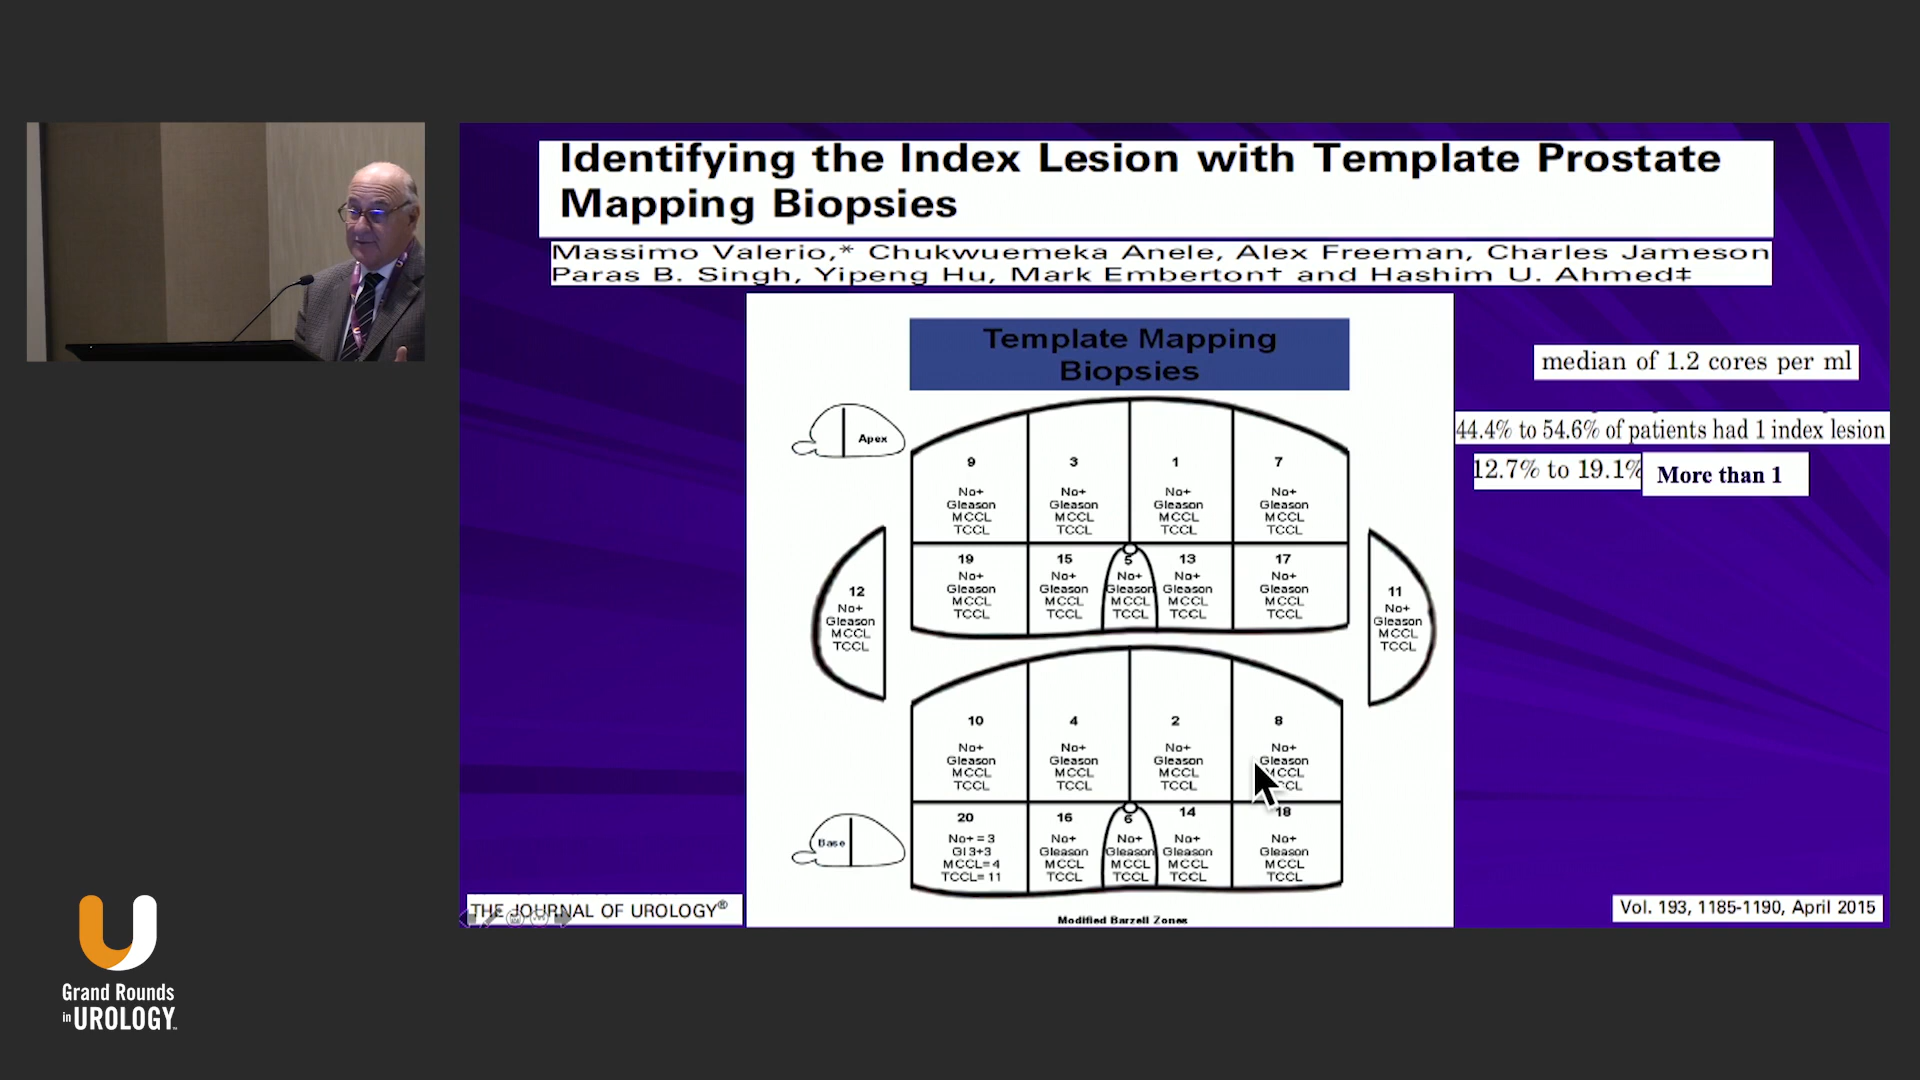 Identifying the Index Lesion with Template Prostate
Mapping Biopsies
Massimo Valerio,* Chukwuemeka Anele, Alex Freeman, Charles Jameson
Paras B. Singh, Yipeng Hu, Mark Emberton† and Hashim U. Ahmed‡
Template Mapping
Biopsies
median of 1.2 cores per ml
44.4% to 54.6% of patients had 1 index lesion
12.7% to 19.1%
More than 1
Apex
9
No+
Gleason
MCCL
TCCL
3
No+
Gleason
MCCL
TCCL
1
No+
Gleason
MCCL
TCCL
7
No+
Gleason
MCCL
TCCL
19
No+
Gleason
MCCL
TCCL
15
No+
Gleason
MCCL
TCCL
5
No+
Gleason
MCCL
TCCL
13
No+
Gleason
MCCL
TCCL
17
No+
Gleason
MCCL
TCCL
12
No+
Gleason
MCCL
TCCL
11
No+
Gleason
MCCL
TCCL
10
No+
Gleason
MCCL
TCCL
4
No+
Gleason
MCCL
TCCL
2
No+
Gleason
MCCL
TCCL
8
No+
Gleason
MCCL
TCCL
Base
20
No+ = 3
Gl 3+3
MCCL= 4
TCCL= 11
16
No+
Gleason
MCCL
TCCL
6
No+
Gleason
MCCL
TCCL
14
No+
Gleason
MCCL
TCCL
18
No+
Gleason
MCCL
TCCL
Modified Barzell Zones
THE JOURNAL OF UROLOGY®
Vol. 193, 1185-1190, April 2015
Grand Rounds
in UROLOGY™